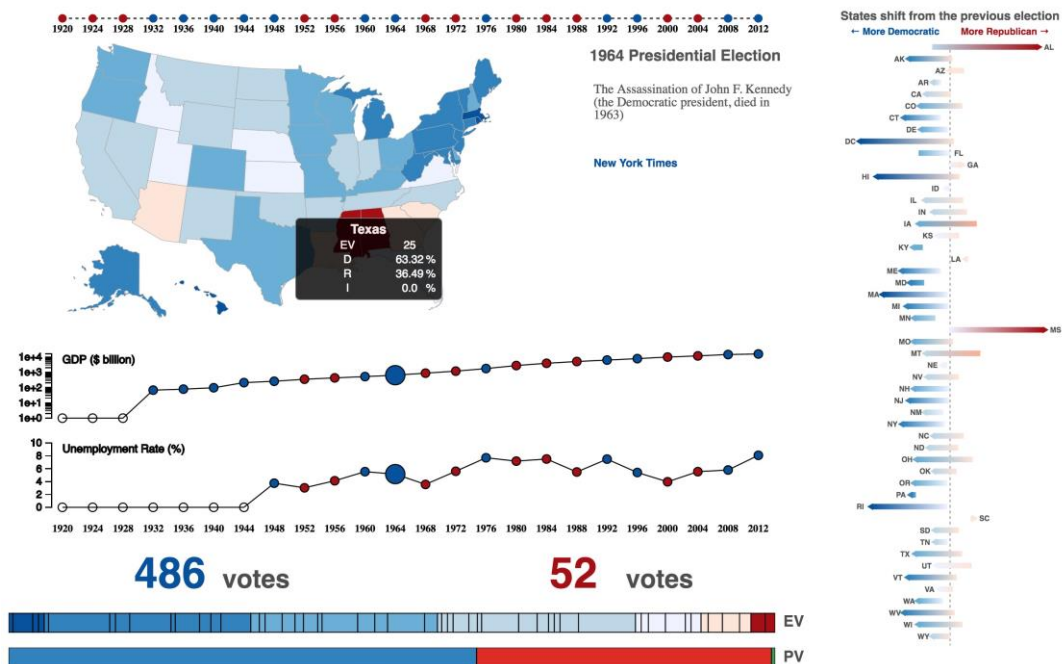 1920 1924 1928 1932 1936 1940 1944 1948 1952 1956 1960 1964 1968 1972 1976 1980 1984 1988 1992 1996 2000 2004 2008 2012
1964 Presidential Election
The Assassination of John F. Kennedy
(the Democratic president, died in
1963)
New York Times
Texas
EV 25
D 63.32 %
R 36.49 %
I 0.0 %
GDP ($ billion)
1e+4
1e+3
1e+2
1e+1
1e+0
Unemployment Rate (%)
10
8
6
4
2
0
1920 1924 1928 1932 1936 1940 1944 1948 1952 1956 1960 1964 1968 1972 1976 1980 1984 1988 1992 1996 2000 2004 2008 2012
486 votes
52 votes
EV
PV
States shift from the previous election
← More Democratic More Republican →
AL
AK
AZ
AR
CA
CO
CT
DE
DC
FL
GA
HI
ID
IL
IN
IA
KS
KY
LA
ME
MD
MA
MI
MN
MS
MO
MT
NE
NV
NH
NJ
NM
NY
NC
ND
OH
OK
OR
PA
RI
SC
SD
TN
TX
UT
VT
VA
WA
WV
WI
WY